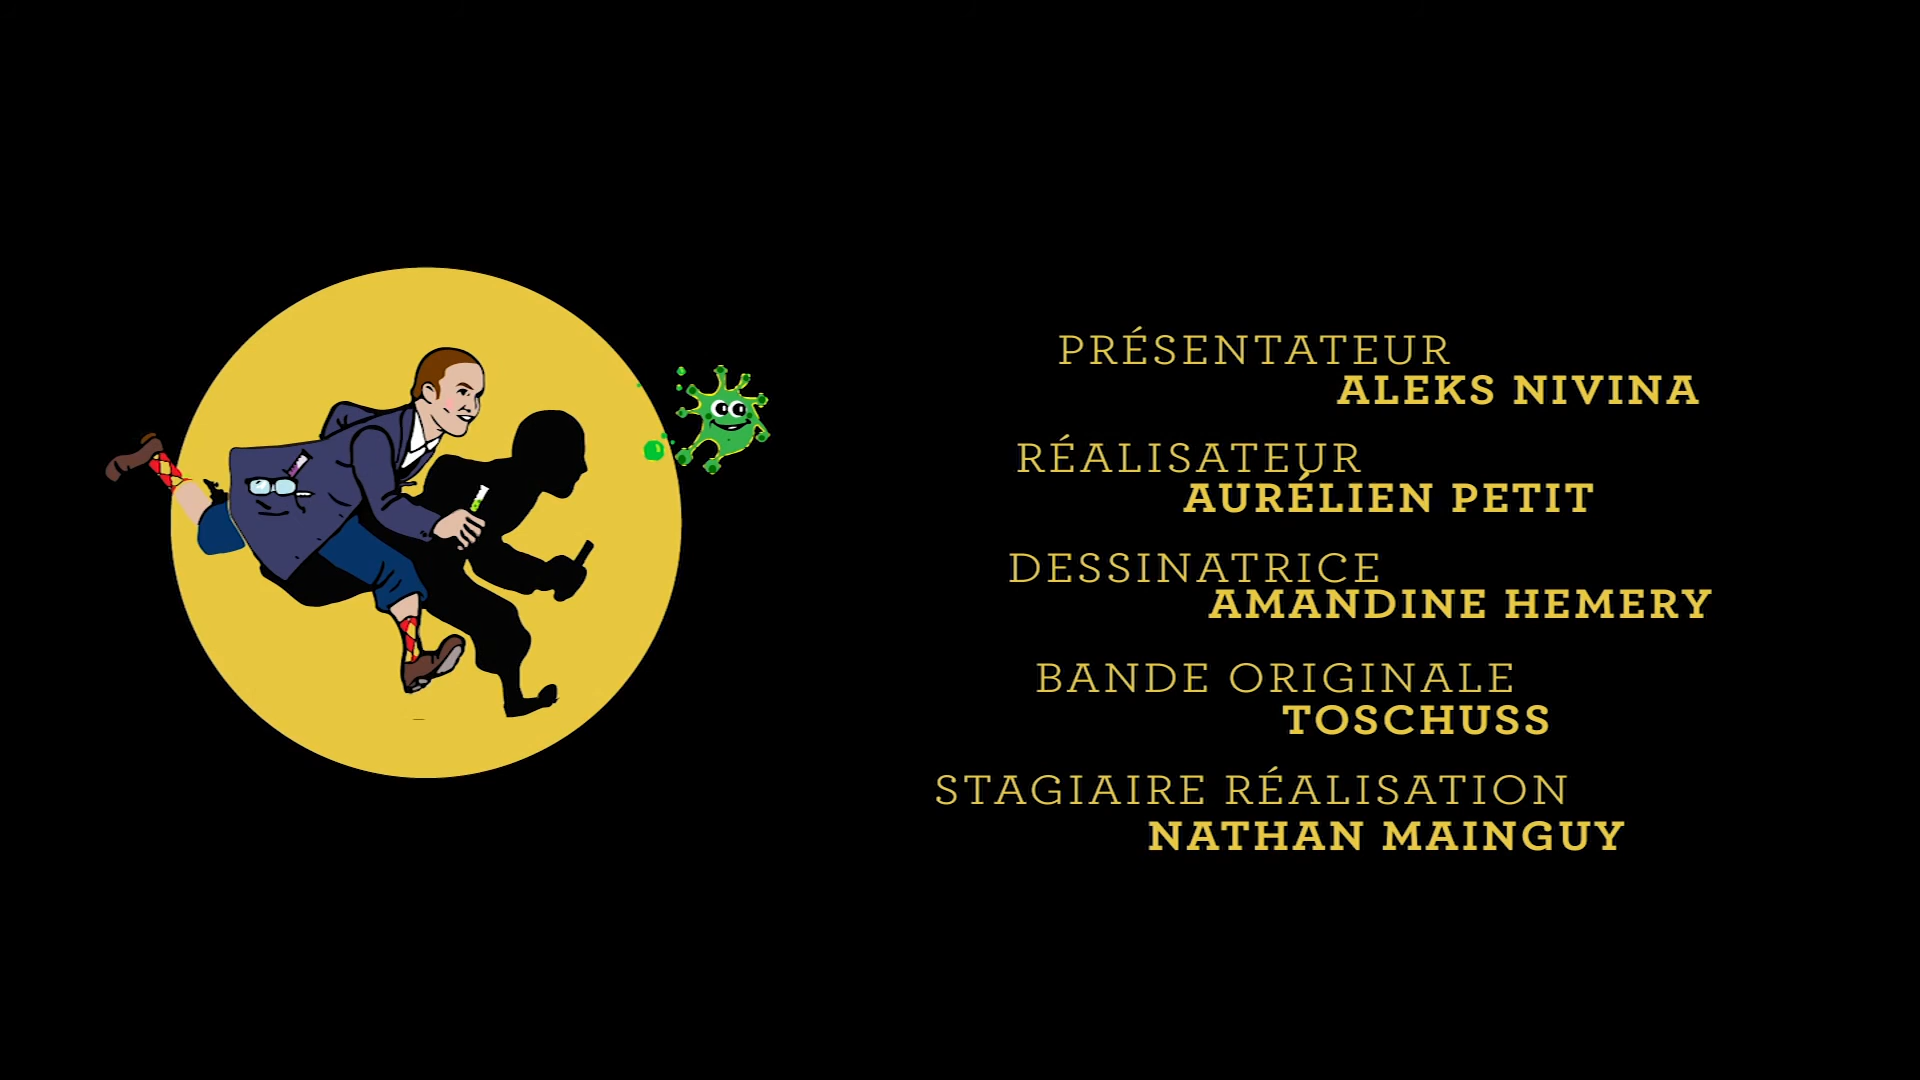 PRÉSENTATEUR
ALEKS NIVINA
RÉALISATEUR
AURÉLIEN PETIT
DESSINATRICE
AMANDINE HEMERY
BANDE ORIGINALE
TOSCHUSS
STAGIAIRE RÉALISATION
NATHAN MAINGUY